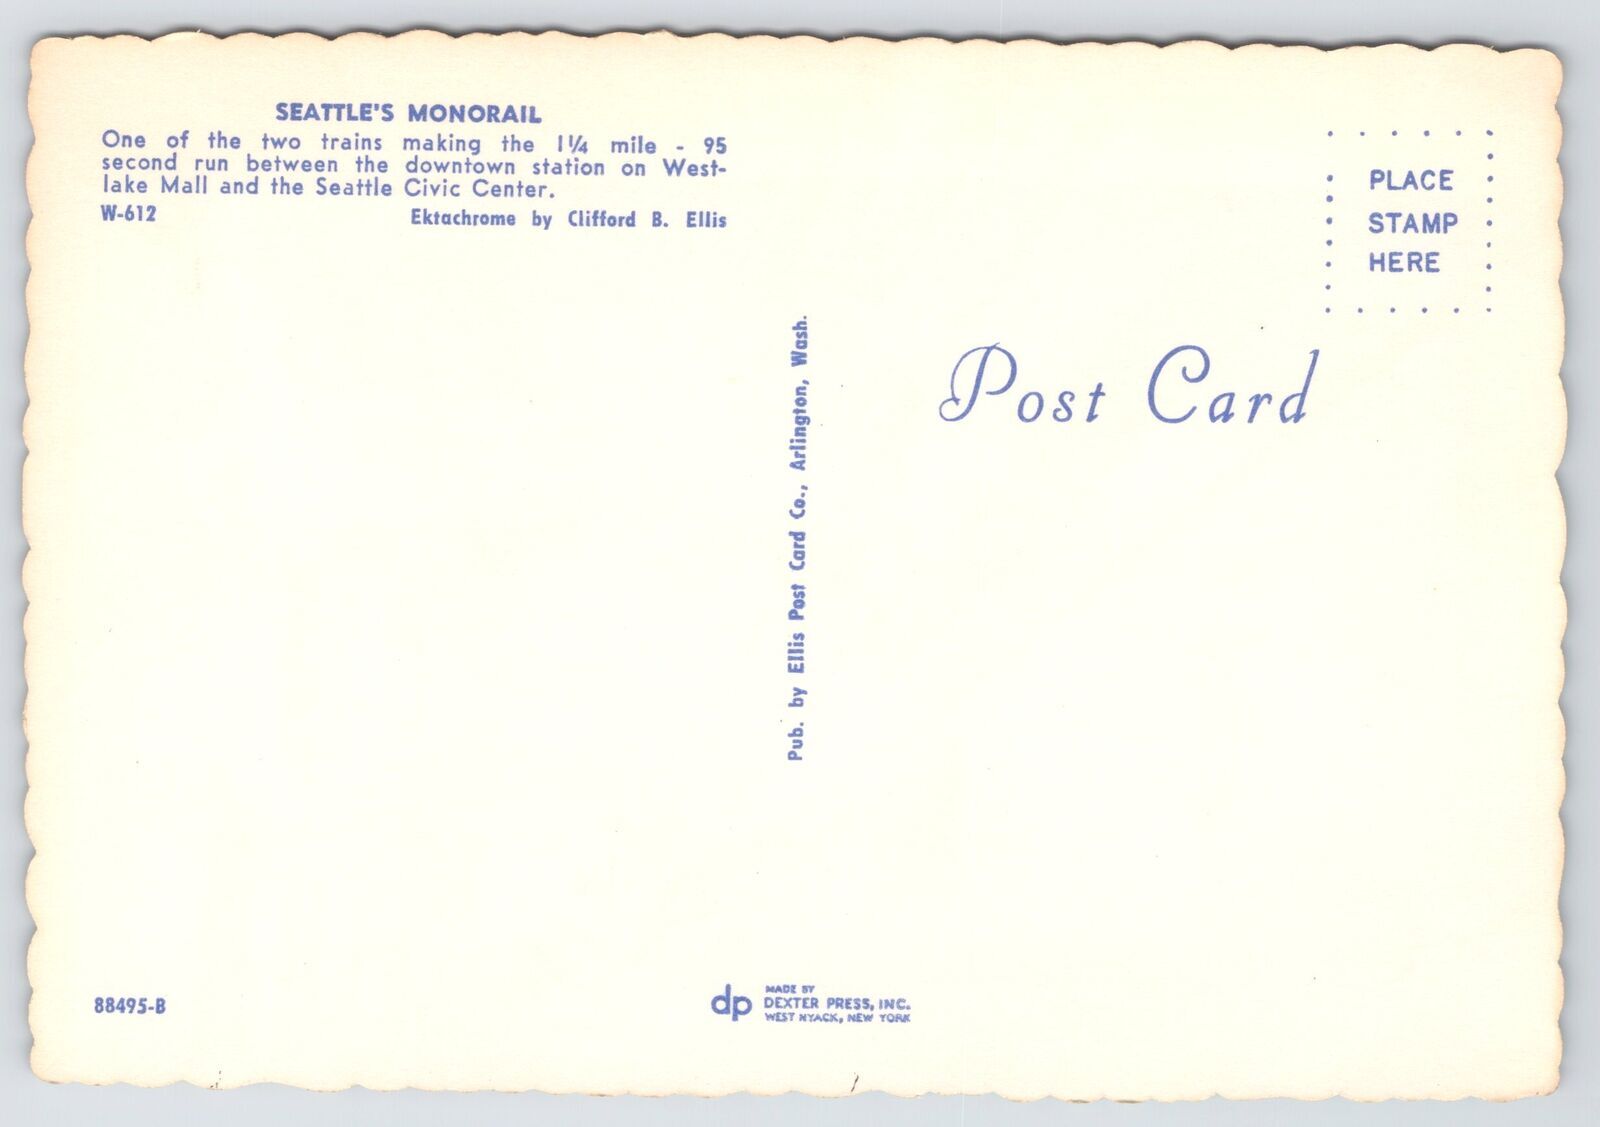 SEATTLE'S MONORAIL
One of the two trains making the 1¼ mile - 95
second run between the downtown station on West-
lake Mall and the Seattle Civic Center.
W-612 Ektachrome by Clifford B. Ellis
PLACE
STAMP
HERE
Post Card
Pub. by Ellis Post Card Co., Arlington, Wash.
88495-B
dp
MADE BY
DEXTER PRESS, INC.
WEST NYACK, NEW YORK